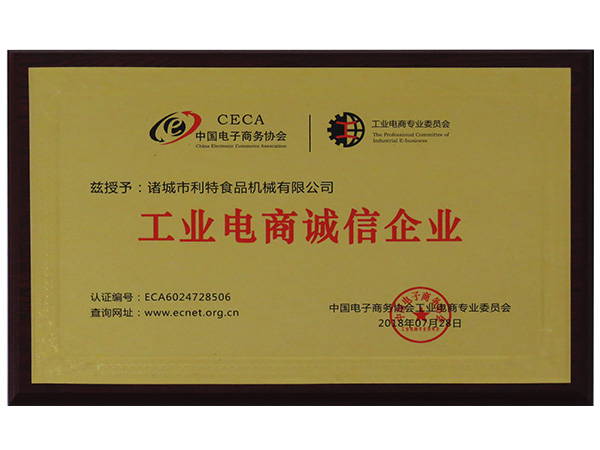 CECA
中国电子商务协会
China Electronic Commerce Association
工业电商专业委员会
The Professional Committee of
Industrial E-business
兹授予：诸城市利特食品机械有限公司
工业电商诚信企业
认证编号：ECA6024728506
查询网址：www.ecnet.org.cn
中国电子商务协会工业电商专业委员会
2018年07月28日